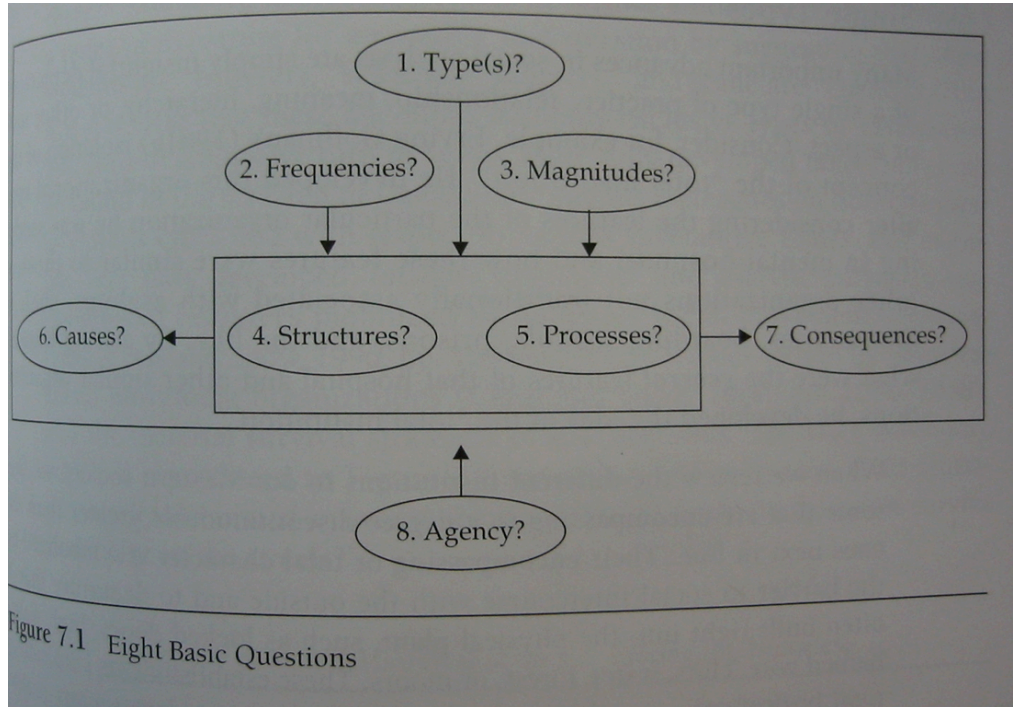 1. Type(s)?
2. Frequencies?
3. Magnitudes?
4. Structures?
5. Processes?
6. Causes?
7. Consequences?
8. Agency?
Figure 7.1 Eight Basic Questions